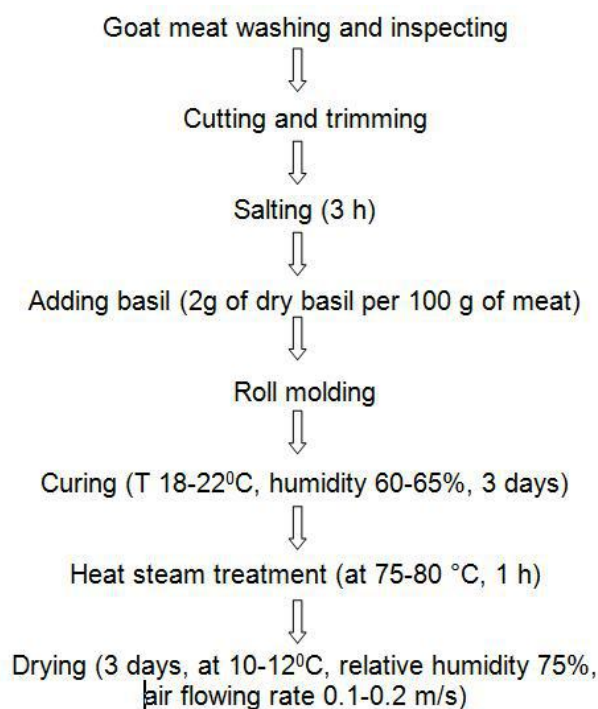 Goat meat washing and inspecting
Cutting and trimming
Salting (3 h)
Adding basil (2g of dry basil per 100 g of meat)
Roll molding
Curing (T 18-22⁰C, humidity 60-65%, 3 days)
Heat steam treatment (at 75-80 °C, 1 h)
Drying (3 days, at 10-12⁰C, relative humidity 75%,
air flowing rate 0.1-0.2 m/s)